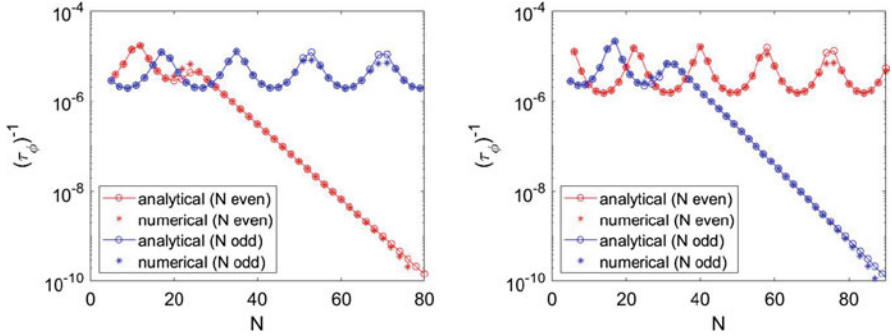 10⁻⁴
10⁻⁶
10⁻⁸
10⁻¹⁰
(τ_ϕ)⁻¹
analytical (N even)
numerical (N even)
analytical (N odd)
numerical (N odd)
0 20 40 60 80
N
10⁻⁴
10⁻⁶
10⁻⁸
10⁻¹⁰
(τ_ϕ)⁻¹
analytical (N even)
numerical (N even)
analytical (N odd)
numerical (N odd)
0 20 40 60 80
N